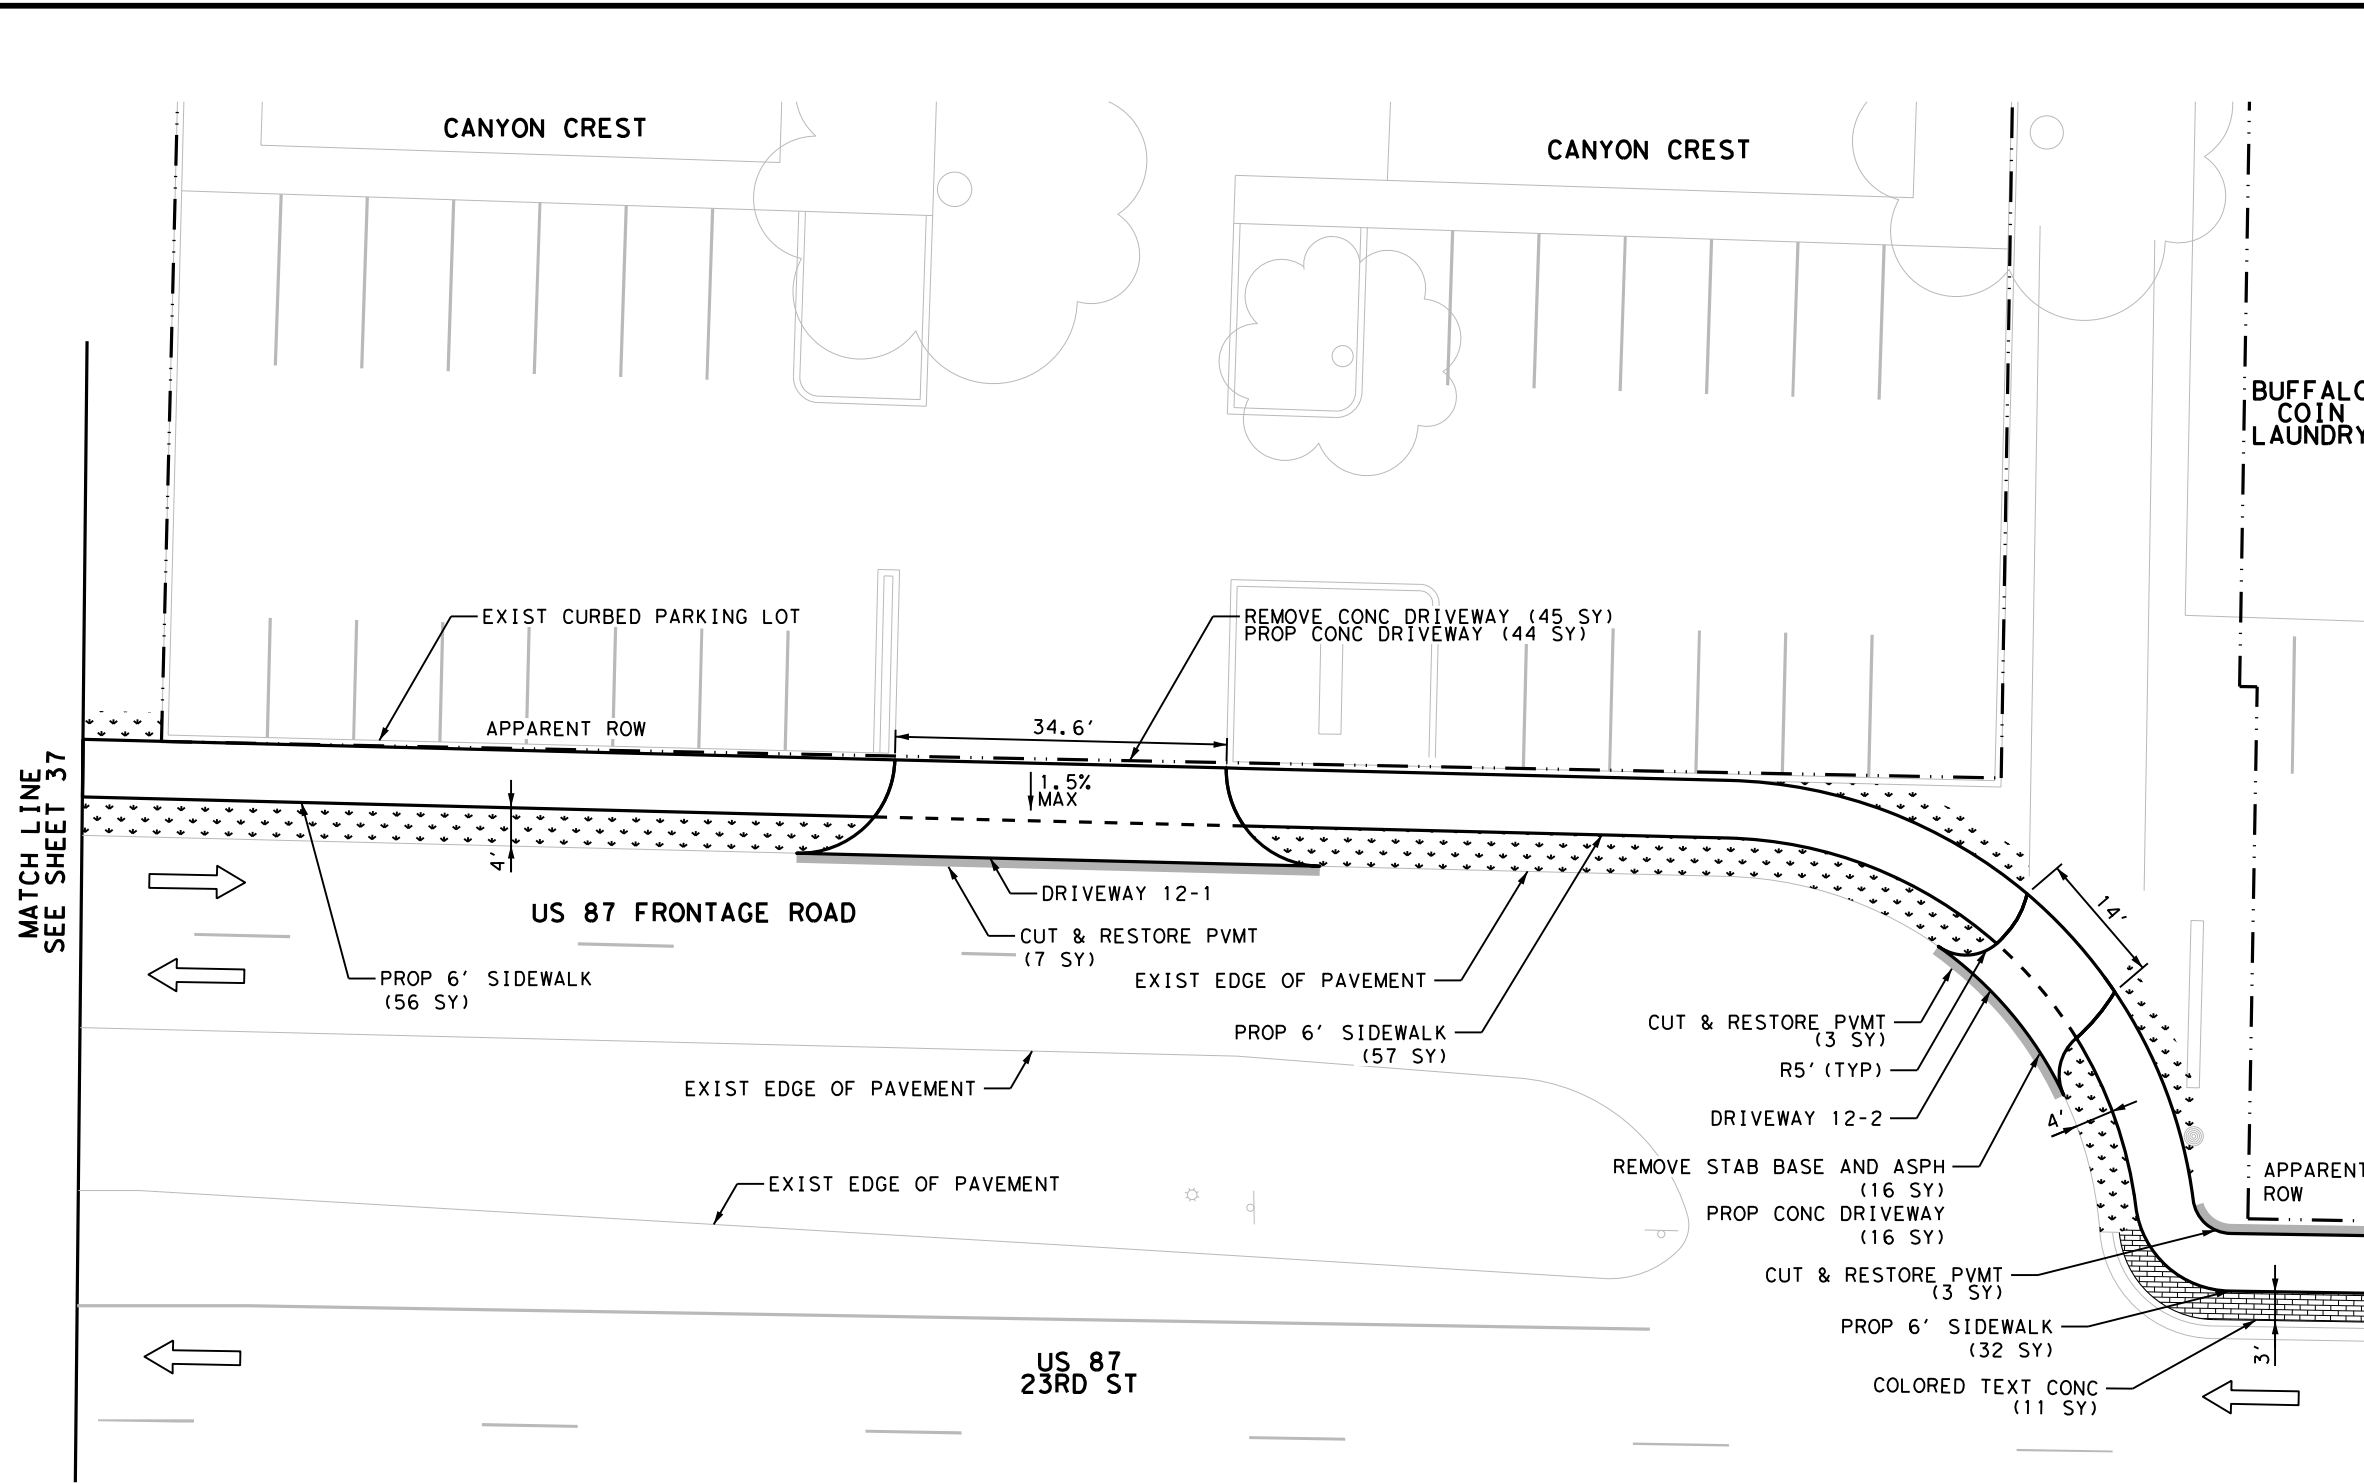 CANYON CREST
CANYON CREST
BUFFALO
COIN
LAUNDRY
EXIST CURBED PARKING LOT
REMOVE CONC DRIVEWAY (45 SY)
PROP CONC DRIVEWAY (44 SY)
APPARENT ROW
34.6'
1.5%
MAX
MATCH LINE
SEE SHEET 37
4'
DRIVEWAY 12-1
US 87 FRONTAGE ROAD
CUT & RESTORE PVMT
(7 SY)
14'
PROP 6' SIDEWALK
(56 SY)
EXIST EDGE OF PAVEMENT
PROP 6' SIDEWALK
(57 SY)
CUT & RESTORE PVMT
(3 SY)
R5' (TYP)
EXIST EDGE OF PAVEMENT
DRIVEWAY 12-2
4'
REMOVE STAB BASE AND ASPH
(16 SY)
PROP CONC DRIVEWAY
(16 SY)
APPARENT
ROW
EXIST EDGE OF PAVEMENT
CUT & RESTORE PVMT
(3 SY)
PROP 6' SIDEWALK
(32 SY)
3'
US 87
23RD ST
COLORED TEXT CONC
(11 SY)